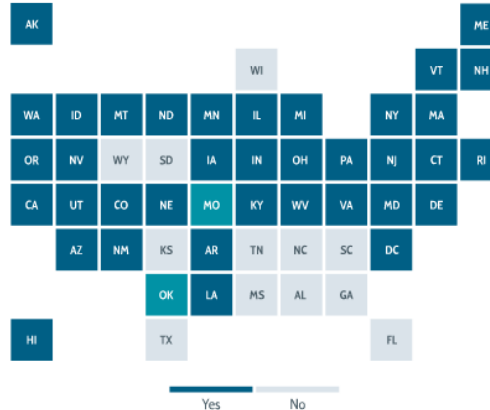 AK ME
WI VT NH
WA ID MT ND MN IL MI NY MA
OR NV WY SD IA IN OH PA NJ CT RI
CA UT CO NE MO KY WV VA MD DE
AZ NM KS AR TN NC SC DC
OK LA MS AL GA
HI TX FL
Yes No